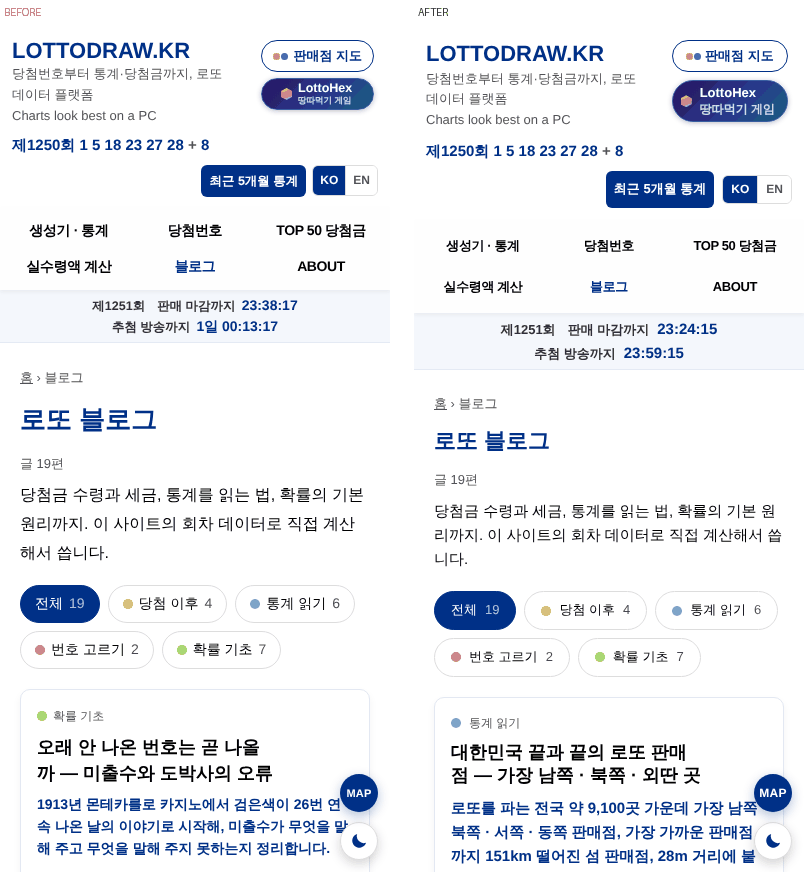 BEFORE
LOTTODRAW.KR
당첨번호부터 통계·당첨금까지, 로또
데이터 플랫폼
Charts look best on a PC
판매점 지도
LottoHex
땅따먹기 게임
제1250회 1 5 18 23 27 28 + 8
최근 5개월 통계
KO EN
생성기 · 통계 당첨번호 TOP 50 당첨금
실수령액 계산 블로그 ABOUT
제1251회 판매 마감까지 23:38:17
추첨 방송까지 1일 00:13:17
홈 › 블로그
로또 블로그
글 19편
당첨금 수령과 세금, 통계를 읽는 법, 확률의 기본
원리까지. 이 사이트의 회차 데이터로 직접 계산
해서 씁니다.
전체 19 당첨 이후 4 통계 읽기 6
번호 고르기 2 확률 기초 7
확률 기초
오래 안 나온 번호는 곧 나올
까 — 미출수와 도박사의 오류
1913년 몬테카를로 카지노에서 검은색이 26번 연
속 나온 날의 이야기로 시작해, 미출수가 무엇을 말
해 주고 무엇을 말해 주지 못하는지 정리합니다.
MAP
AFTER
LOTTODRAW.KR
당첨번호부터 통계·당첨금까지, 로또
데이터 플랫폼
Charts look best on a PC
판매점 지도
LottoHex
땅따먹기 게임
제1250회 1 5 18 23 27 28 + 8
최근 5개월 통계
KO EN
생성기 · 통계 당첨번호 TOP 50 당첨금
실수령액 계산 블로그 ABOUT
제1251회 판매 마감까지 23:24:15
추첨 방송까지 23:59:15
홈 › 블로그
로또 블로그
글 19편
당첨금 수령과 세금, 통계를 읽는 법, 확률의 기본 원
리까지. 이 사이트의 회차 데이터로 직접 계산해서 씁
니다.
전체 19 당첨 이후 4 통계 읽기 6
번호 고르기 2 확률 기초 7
통계 읽기
대한민국 끝과 끝의 로또 판매
점 — 가장 남쪽 · 북쪽 · 외딴 곳
로또를 파는 전국 약 9,100곳 가운데 가장 남쪽
북쪽 · 서쪽 · 동쪽 판매점, 가장 가까운 판매점
까지 151km 떨어진 섬 판매점, 28m 거리에 붙
MAP